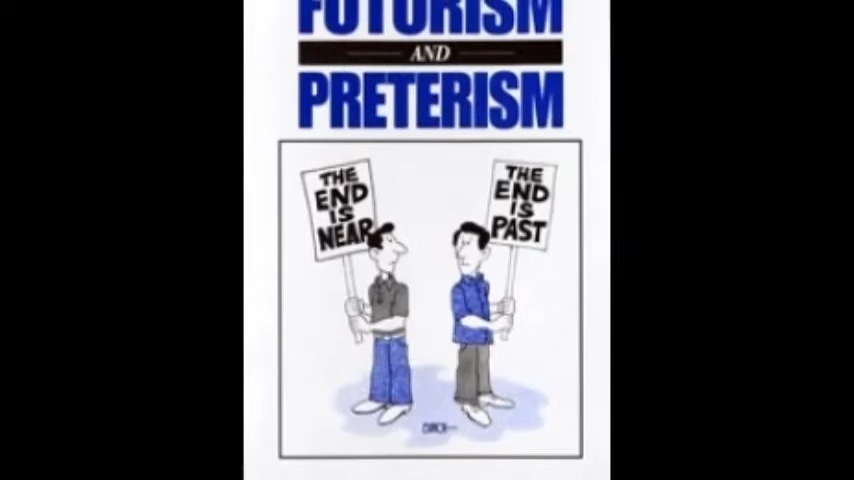 FUTURISM
AND
PRETERISM
THE
END
IS
NEAR
THE
END
IS
PAST